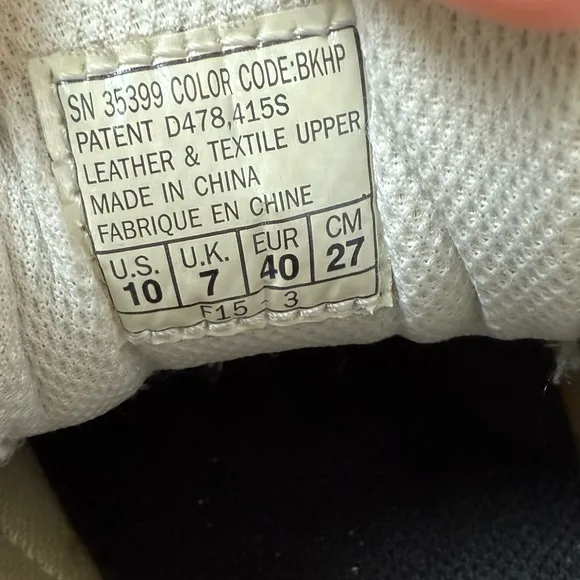 SN 35399 COLOR CODE:BKHP
PATENT D478,415S
LEATHER & TEXTILE UPPER
MADE IN CHINA
FABRIQUE EN CHINE
U.S. U.K. EUR CM
10 7 40 27
F15 - 3